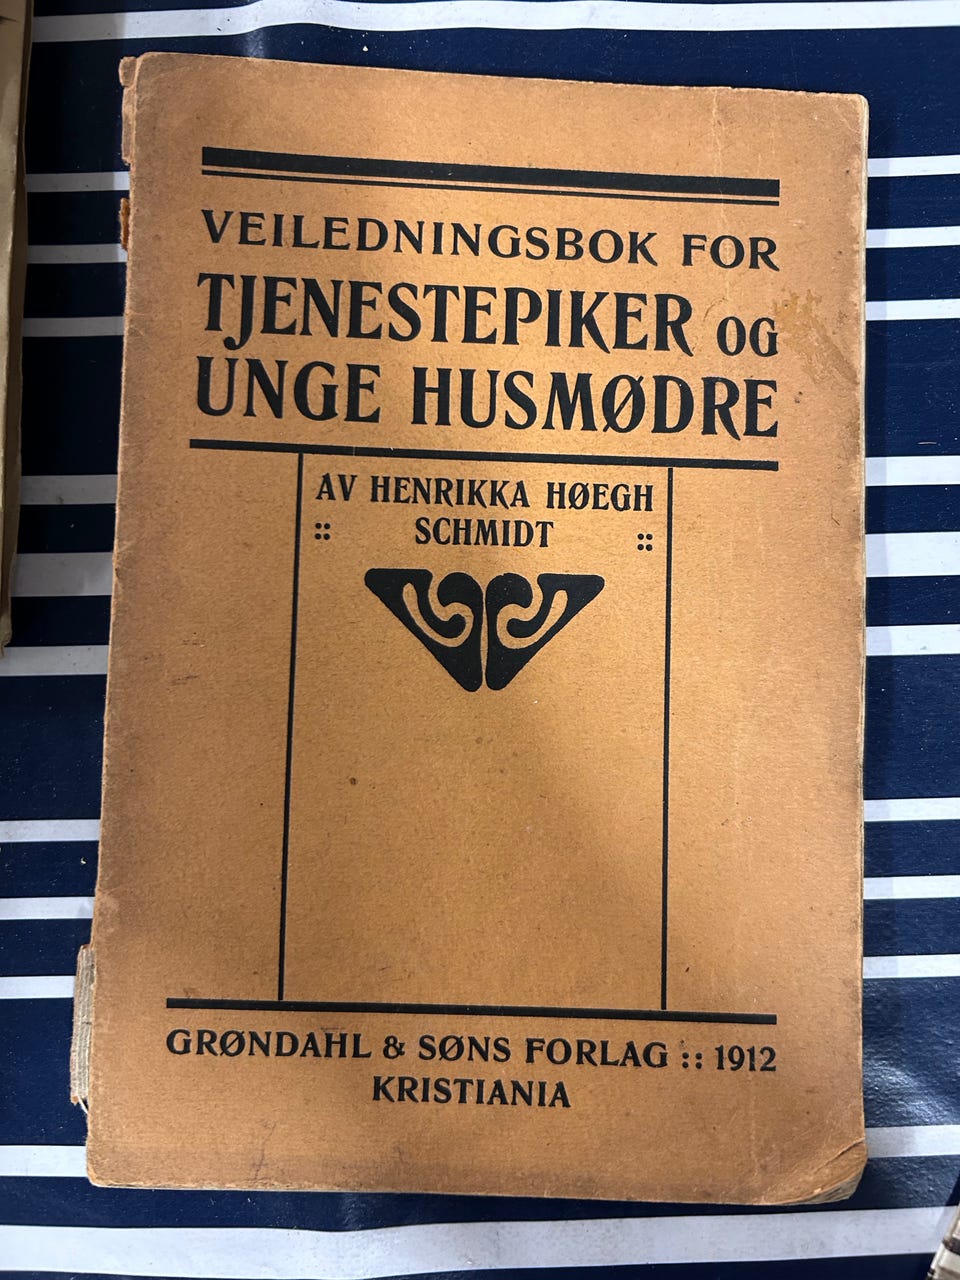 VEILEDNINGSBOK FOR
TJENESTEPIKER OG
UNGE HUSMØDRE
AV HENRIKKA HØEGH
:: SCHMIDT ::
GRØNDAHL & SØNS FORLAG :: 1912
KRISTIANIA